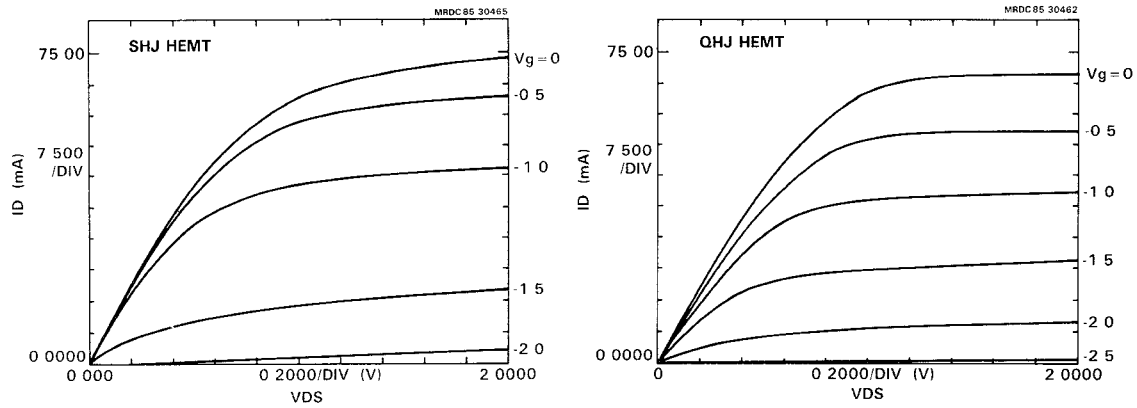 MRDC85 30465
SHJ HEMT
75 00
7 500
/DIV
ID (mA)
0 0000
0 000
0 2000/DIV (V)
2 0000
VDS
Vg=0
-0 5
-1 0
-1.5
-2 0
MRDC85 30462
QHJ HEMT
75 00
7 500
/DIV
ID (mA)
0 0000
0
0 2000/DIV (V)
2 0000
VDS
Vg=0
-0 5
-1 0
-1 5
-2 0
-2 5